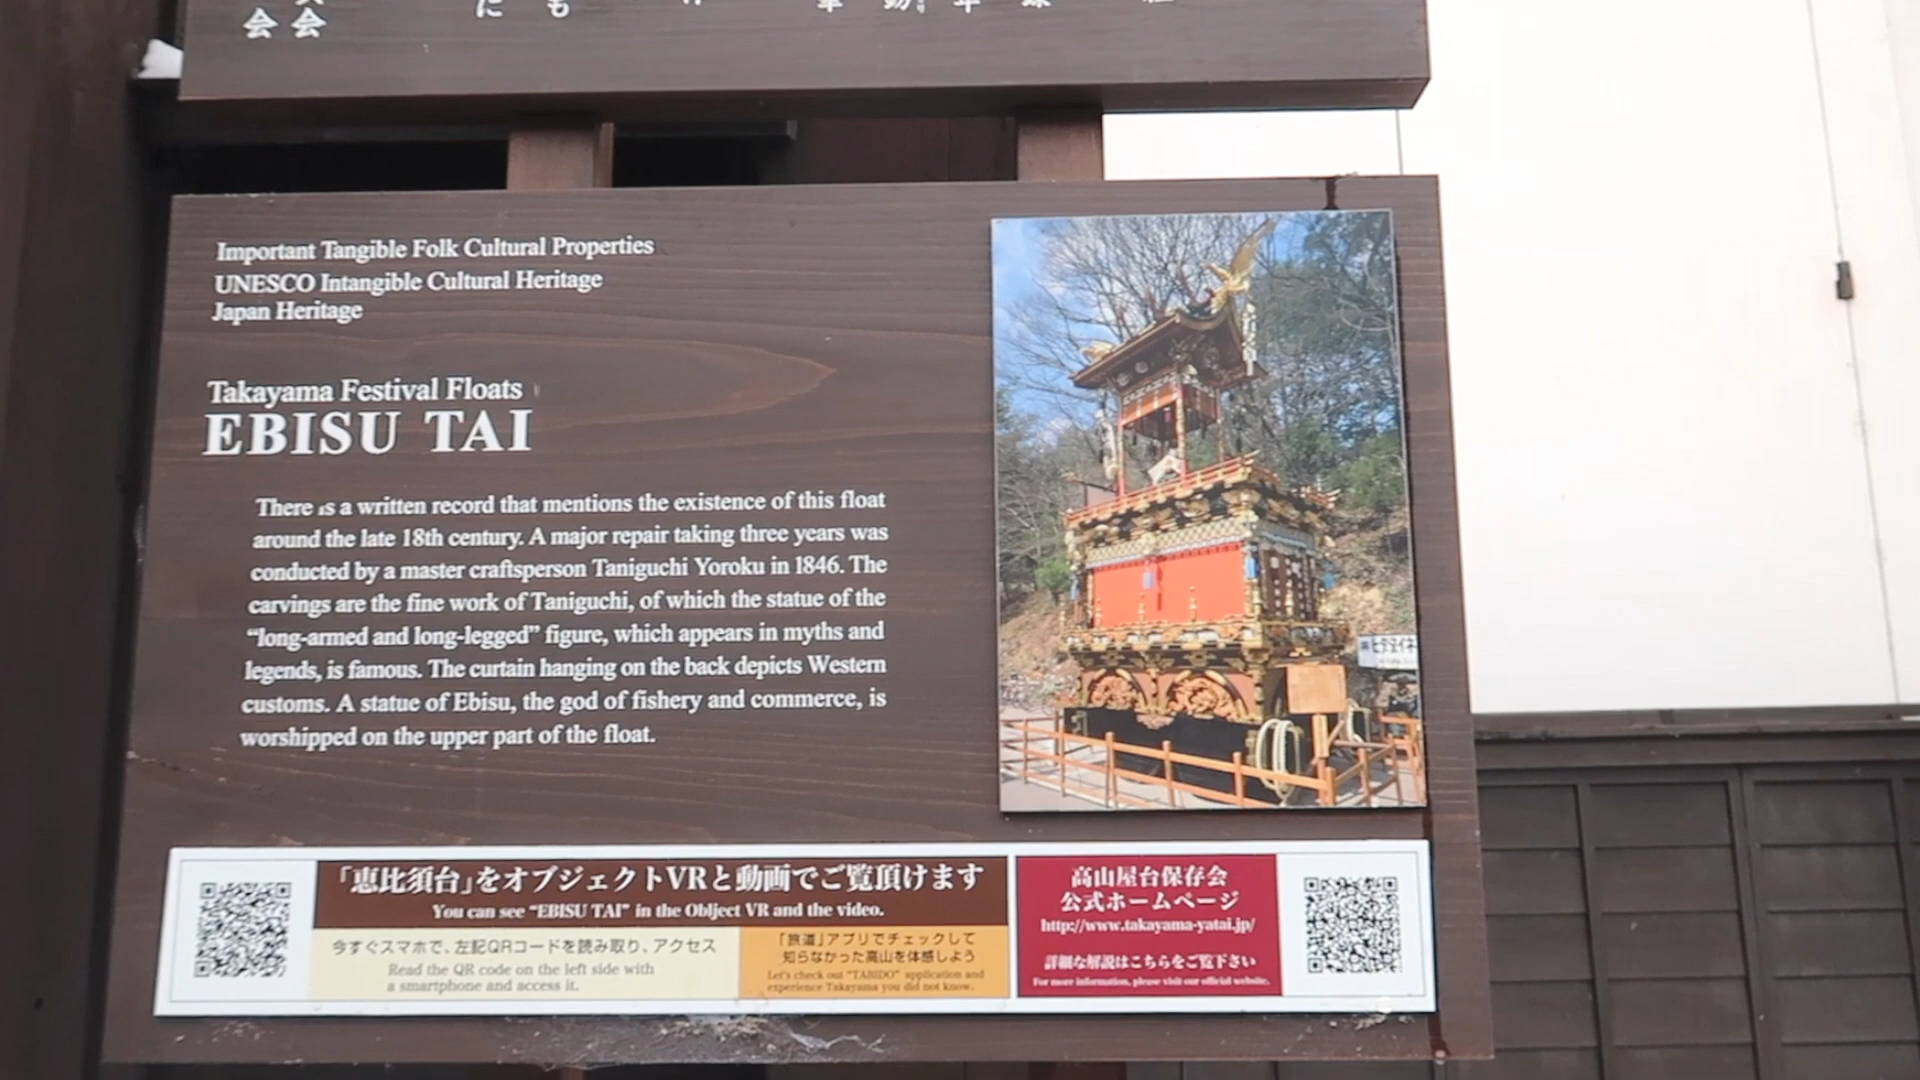 会 会 た も
Important Tangible Folk Cultural Properties
UNESCO Intangible Cultural Heritage
Japan Heritage
Takayama Festival Floats
EBISU TAI
There is a written record that mentions the existence of this float
around the late 18th century. A major repair taking three years was
conducted by a master craftsperson Taniguchi Yoroku in 1846. The
carvings are the fine work of Taniguchi, of which the statue of the
“long-armed and long-legged” figure, which appears in myths and
legends, is famous. The curtain hanging on the back depicts Western
customs. A statue of Ebisu, the god of fishery and commerce, is
worshipped on the upper part of the float.
「恵比須台」をオブジェクトVRと動画でご覧頂けます
You can see “EBISU TAI” in the Oblject VR and the video.
今すぐスマホで、左記QRコードを読み取り、アクセス
Read the QR code on the left side with
a smartphone and access it.
「旅道」アプリでチェックして
知らなかった高山を体感しよう
Let's check out “TABIDO” application and
experience Takayama you did not know.
高山屋台保存会
公式ホームページ
http://www.takayama-yatai.jp/
詳細な解説はこちらをご覧下さい
For more information, please visit our official website.